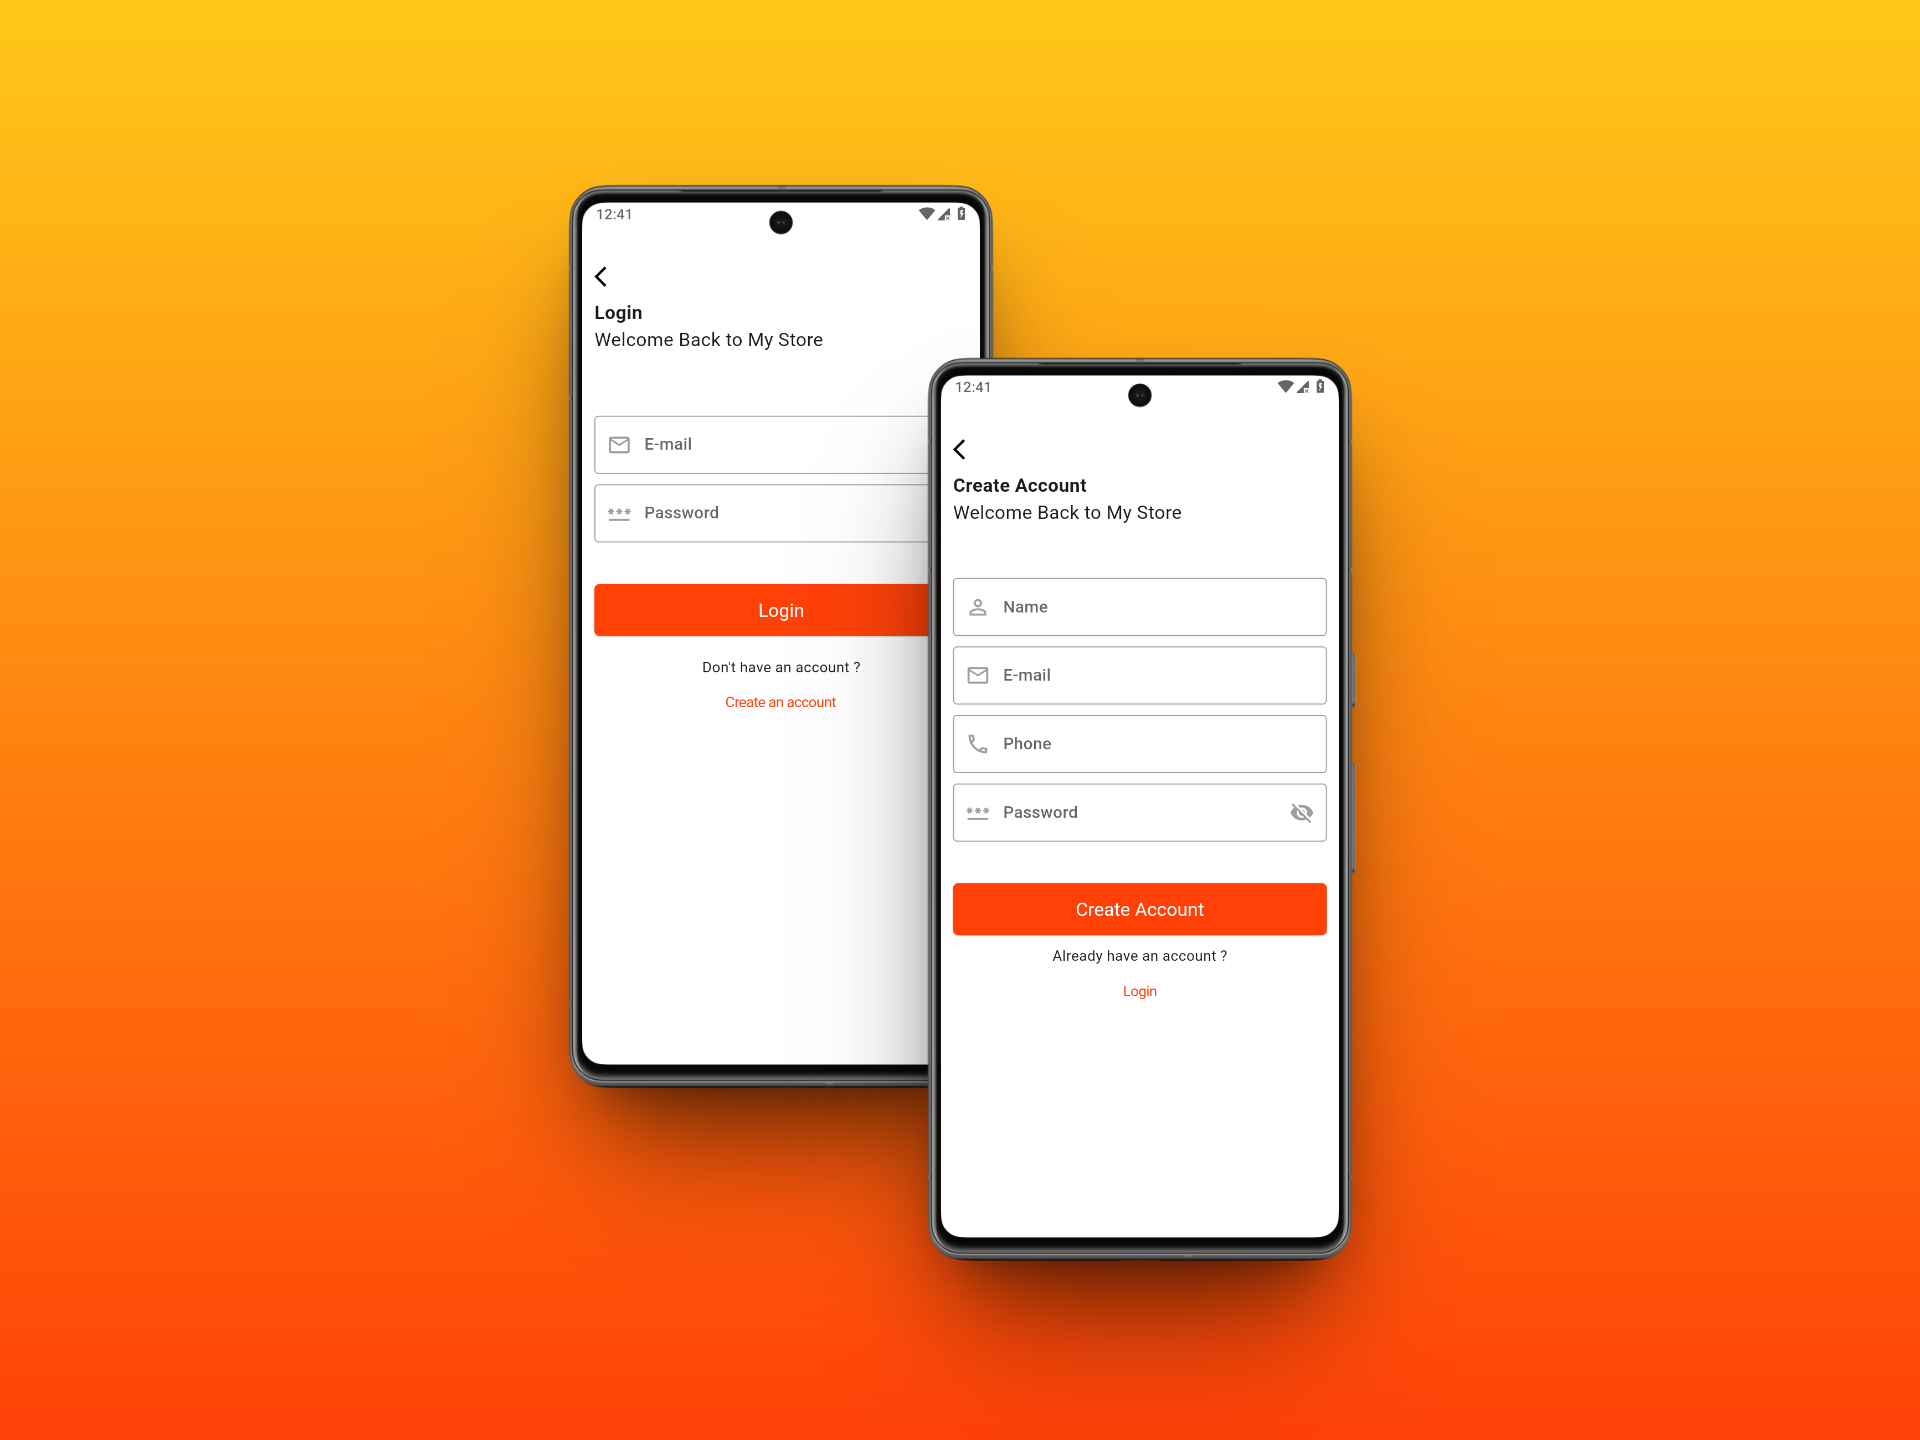 12:41
Login
Welcome Back to My Store
E-mail
*** Password
Login
Don't have an account ?
Create an account
12:41
Create Account
Welcome Back to My Store
Name
E-mail
Phone
*** Password
Create Account
Already have an account ?
Login